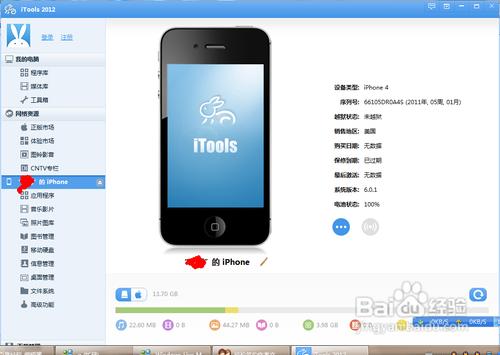 iTools 2012
登录 注册
我的电脑
程序库
媒体库
工具箱
网络资源
正版市场
体验市场
图铃影音
CNTV专栏
的 iPhone
应用程序
音乐影片
照片图库
图书管理
移动硬盘
信息管理
桌面管理
文件系统
高级功能
iTools
的 iPhone
设备类型: iPhone 4
序列号: 66105DR0A4S (2011年, 05周, 01月)
越狱状态: 未越狱
销售地区: 美国
购买日期: 无数据
保修到期: 已过期
最后激活: 无数据
系统版本: 6.0.1
电池状态: 100%
13.70 GB
22.60 MB
0 B
44.27 MB
0 B
3.98 GB
Baidu 经验
jingyan.baidu.com
0KB/S
0KB/S